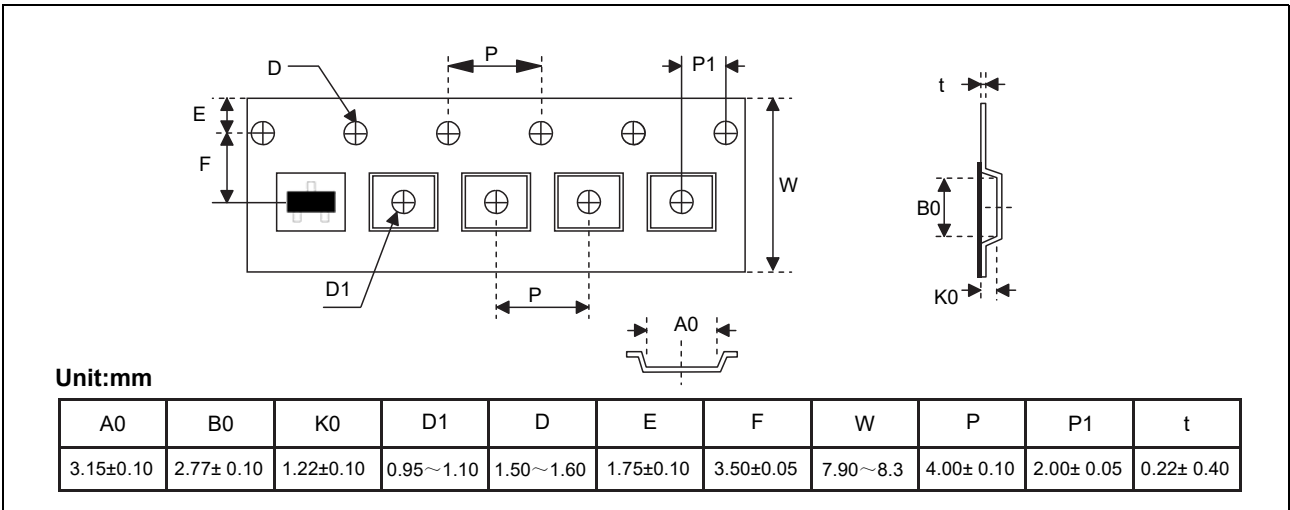 P
D
P1
t
E
F
W
B0
D1
P
K0
A0
Unit:mm
A0 B0 K0 D1 D E F W P P1 t
3.15±0.10 2.77± 0.10 1.22±0.10 0.95～1.10 1.50～1.60 1.75±0.10 3.50±0.05 7.90～8.3 4.00± 0.10 2.00± 0.05 0.22± 0.40